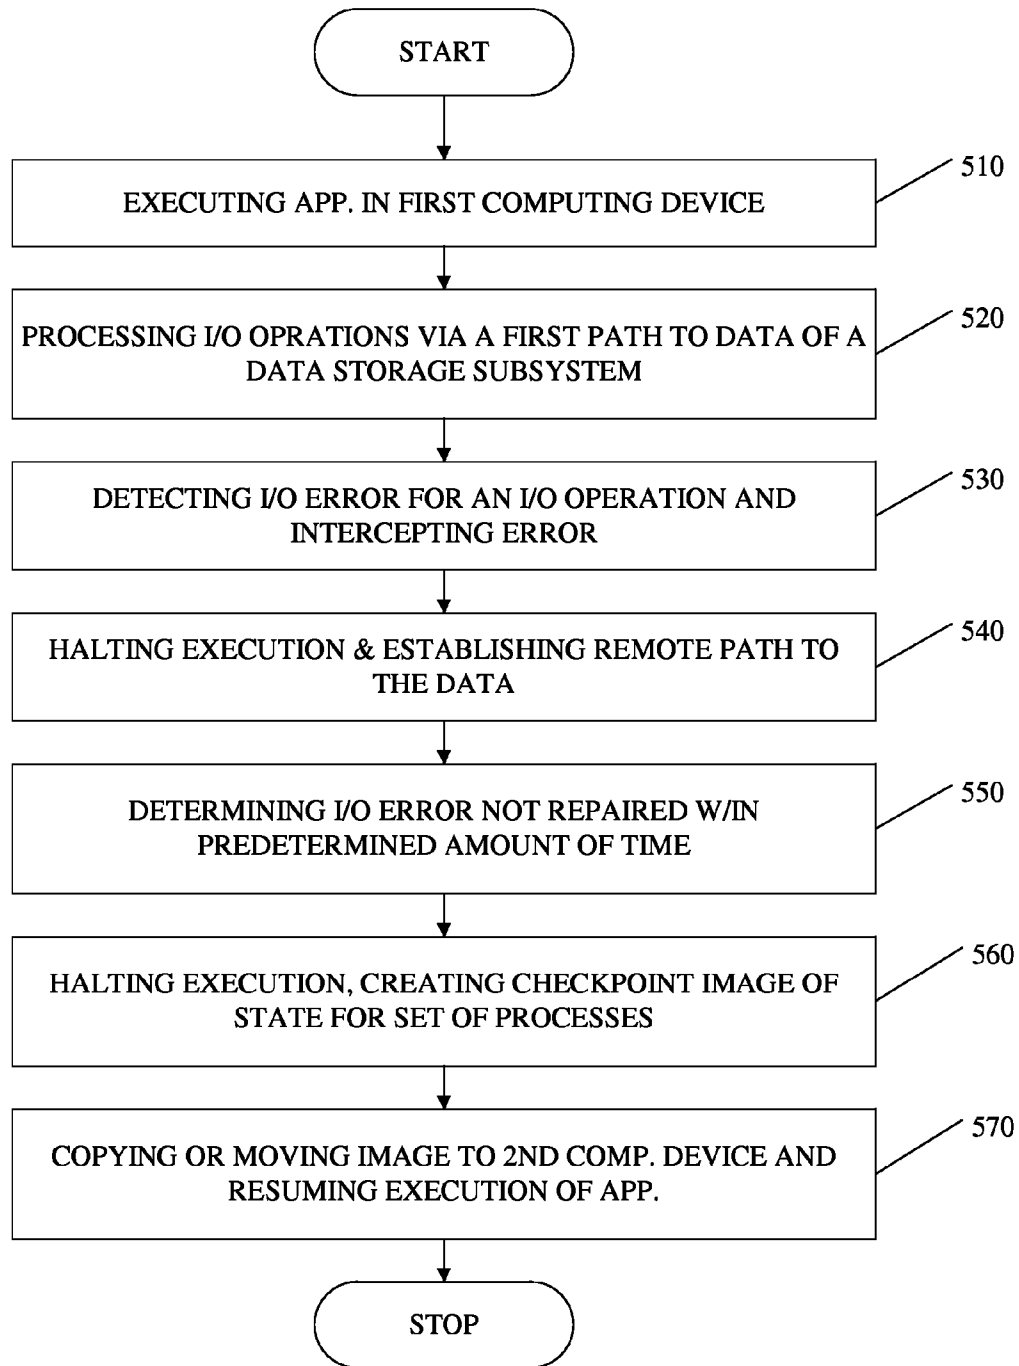 START
510
EXECUTING APP. IN FIRST COMPUTING DEVICE
520
PROCESSING I/O OPRATIONS VIA A FIRST PATH TO DATA OF A
DATA STORAGE SUBSYSTEM
530
DETECTING I/O ERROR FOR AN I/O OPERATION AND
INTERCEPTING ERROR
540
HALTING EXECUTION & ESTABLISHING REMOTE PATH TO
THE DATA
550
DETERMINING I/O ERROR NOT REPAIRED W/IN
PREDETERMINED AMOUNT OF TIME
560
HALTING EXECUTION, CREATING CHECKPOINT IMAGE OF
STATE FOR SET OF PROCESSES
570
COPYING OR MOVING IMAGE TO 2ND COMP. DEVICE AND
RESUMING EXECUTION OF APP.
STOP